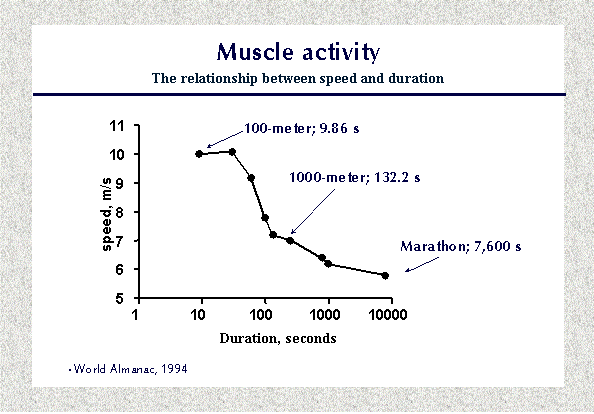 Muscle activity
The relationship between speed and duration
11
10
9
8
7
6
5
speed, m/s
100-meter; 9.86 s
1000-meter; 132.2 s
Marathon; 7,600 s
1 10 100 1000 10000
Duration, seconds
•World Almanac, 1994